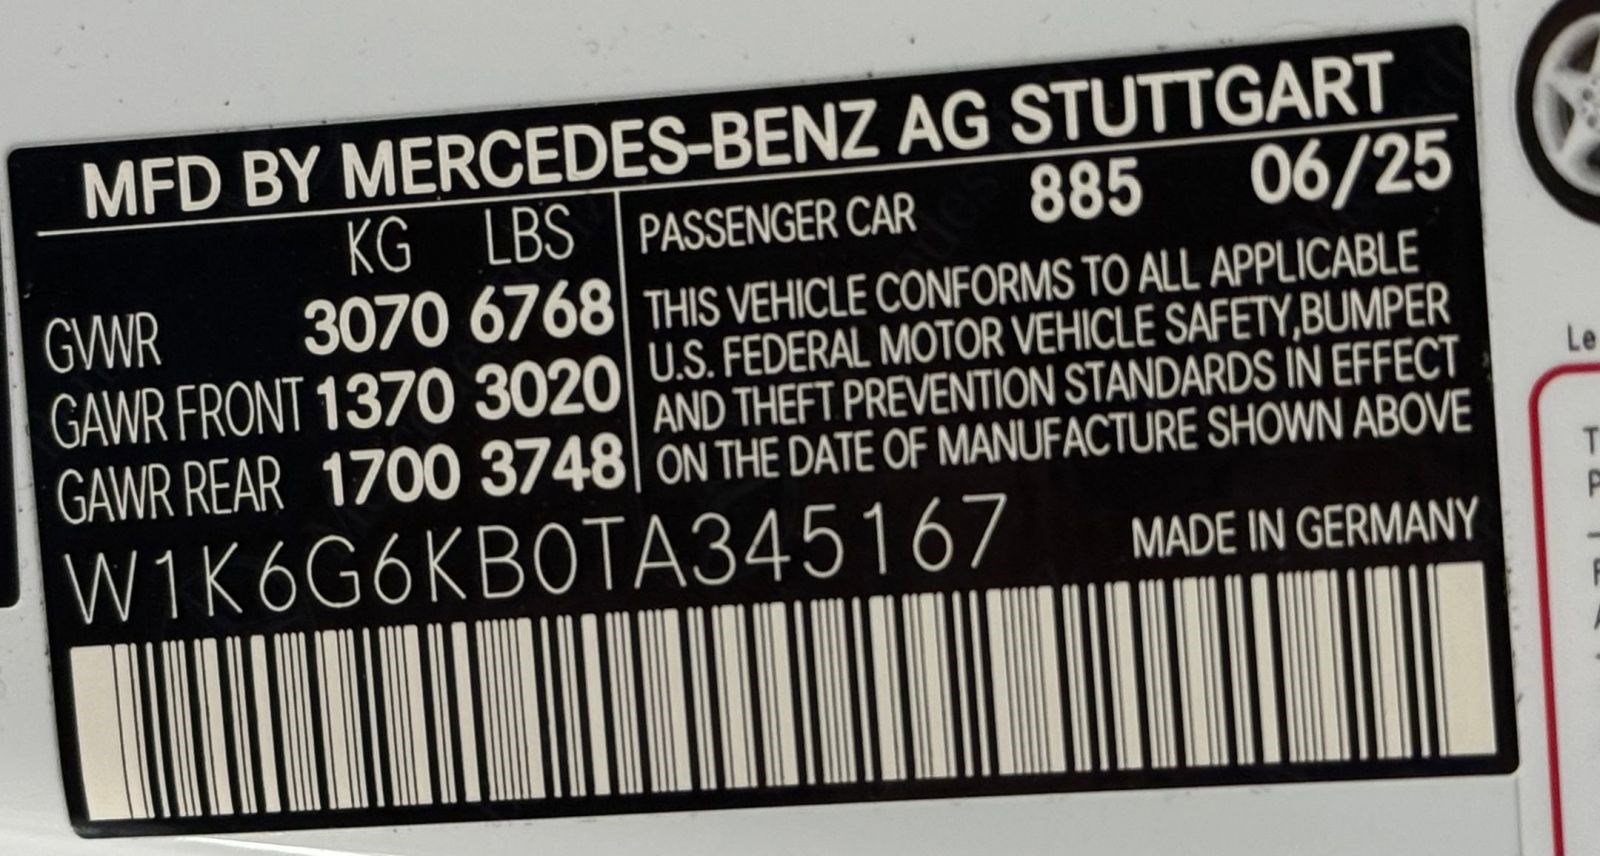 MFD BY MERCEDES-BENZ AG STUTTGART
KG LBS
GVWR 3070 6768
GAWR FRONT 1370 3020
GAWR REAR 1700 3748
PASSENGER CAR 885 06/25
THIS VEHICLE CONFORMS TO ALL APPLICABLE
U.S. FEDERAL MOTOR VEHICLE SAFETY,BUMPER
AND THEFT PREVENTION STANDARDS IN EFFECT
ON THE DATE OF MANUFACTURE SHOWN ABOVE
W1K6G6KB0TA345167
MADE IN GERMANY
Le